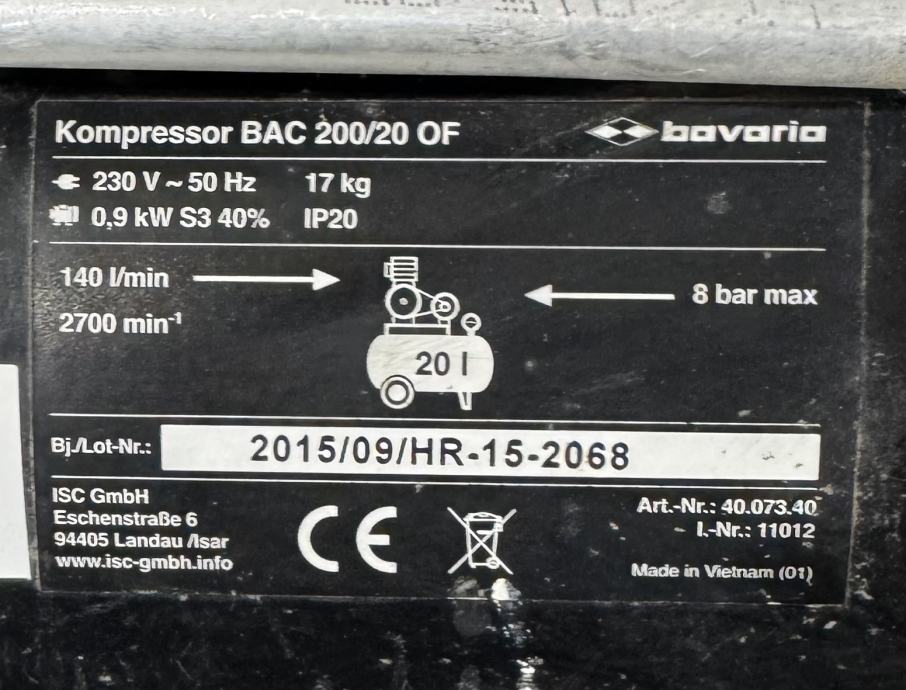 Kompressor BAC 200/20 OF
bavaria
230 V ~ 50 Hz 17 kg
0,9 kW S3 40% IP20
140 l/min
8 bar max
2700 min⁻¹
20 l
Bj./Lot-Nr.: 2015/09/HR-15-2068
ISC GmbH
Eschenstraße 6
94405 Landau /Isar
www.isc-gmbh.info
CE
Art.-Nr.: 40.073.40
I.-Nr.: 11012
Made in Vietnam (01)